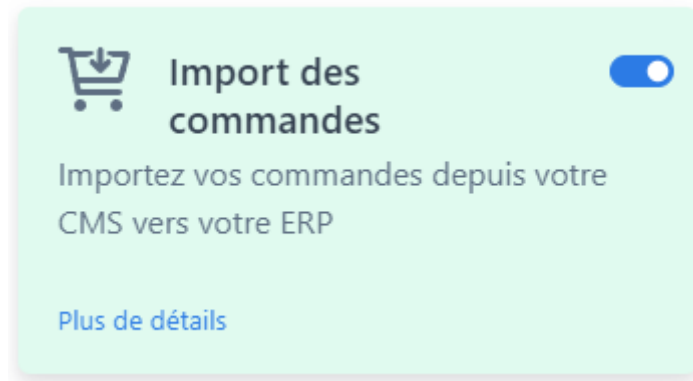 Import des
commandes
Importez vos commandes depuis votre
CMS vers votre ERP
Plus de détails